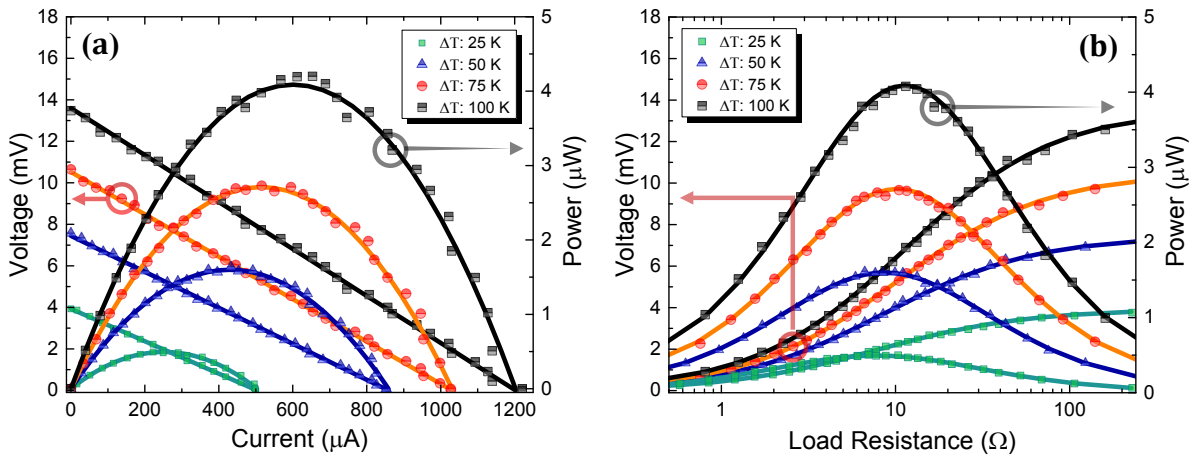 (a)
ΔT: 25 K
ΔT: 50 K
ΔT: 75 K
ΔT: 100 K
Voltage (mV)
18
16
14
12
10
8
6
4
2
0
Power (μW)
5
4
3
2
1
0
0 200 400 600 800 1000 1200
Current (μA)
(b)
ΔT: 25 K
ΔT: 50 K
ΔT: 75 K
ΔT: 100 K
Voltage (mV)
18
16
14
12
10
8
6
4
2
0
Power (μW)
5
4
3
2
1
0
1 10 100
Load Resistance (Ω)